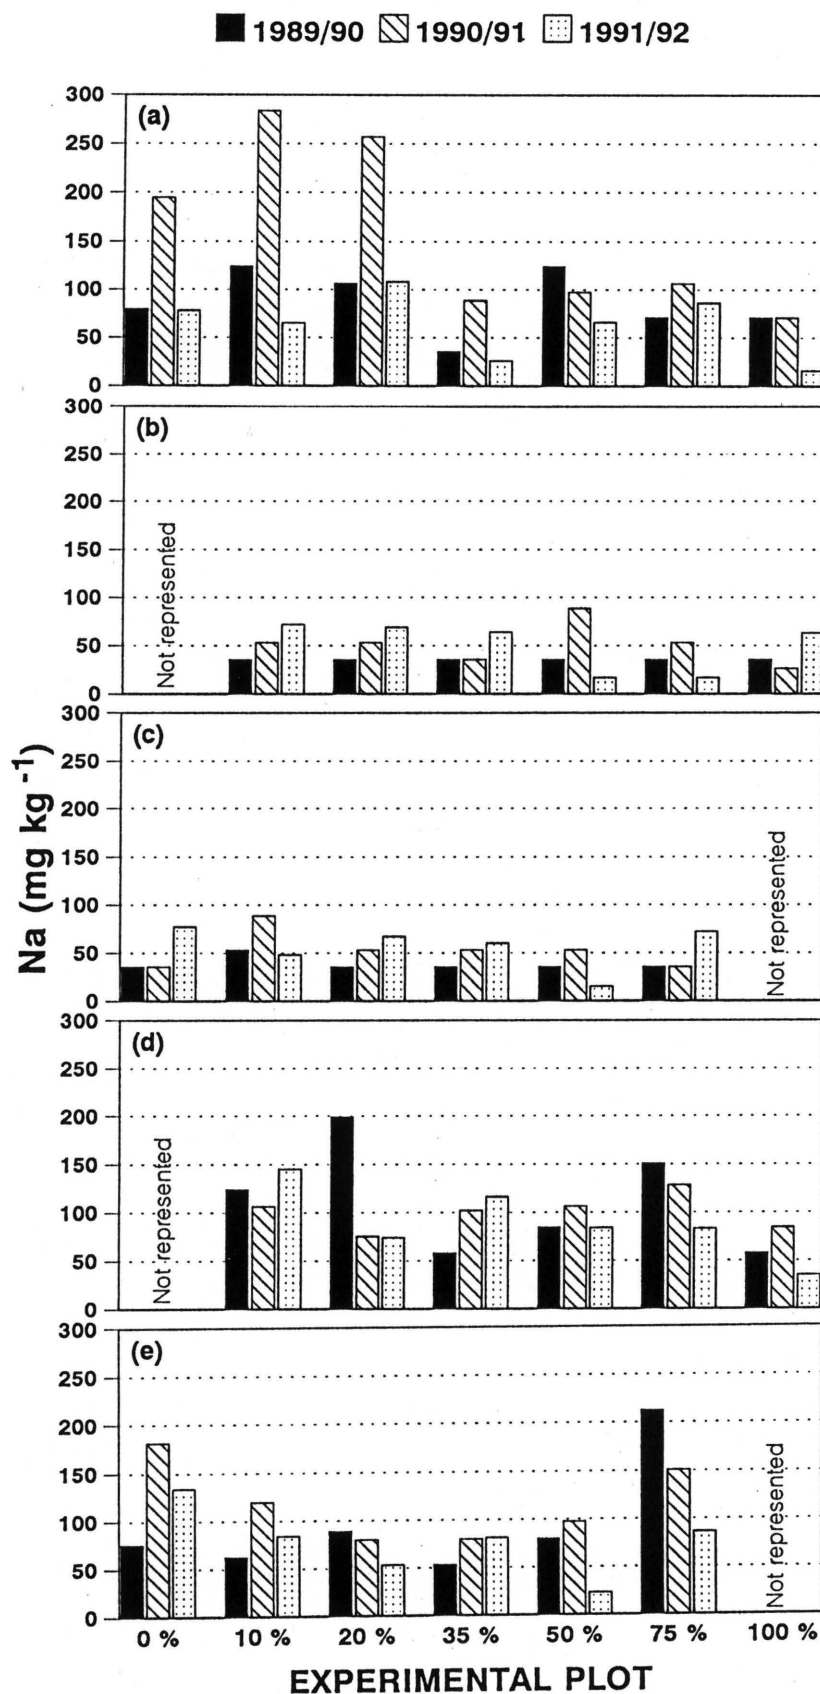 1989/90 1990/91 1991/92
Na (mg kg -1)
(a)
300
250
200
150
100
50
0
(b)
300
250
200
150
100
50
0
Not represented
(c)
300
250
200
150
100
50
0
Not represented
(d)
300
250
200
150
100
50
0
Not represented
(e)
300
250
200
150
100
50
0
Not represented
0 % 10 % 20 % 35 % 50 % 75 % 100 %
EXPERIMENTAL PLOT